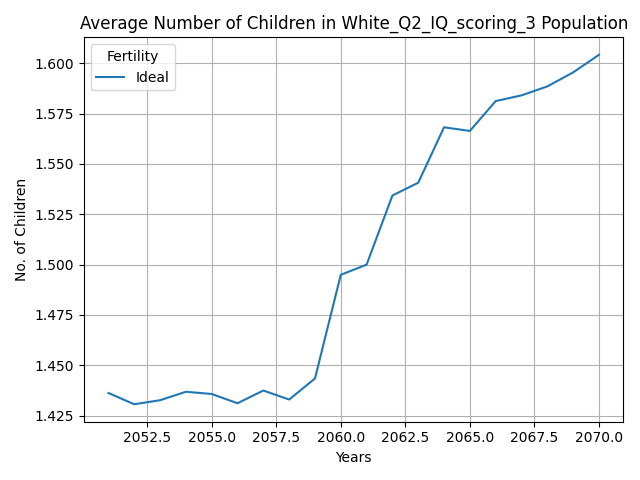 Average Number of Children in White_Q2_IQ_scoring_3 Population
Fertility
Ideal
No. of Children
1.600
1.575
1.550
1.525
1.500
1.475
1.450
1.425
2052.5 2055.0 2057.5 2060.0 2062.5 2065.0 2067.5 2070.0
Years